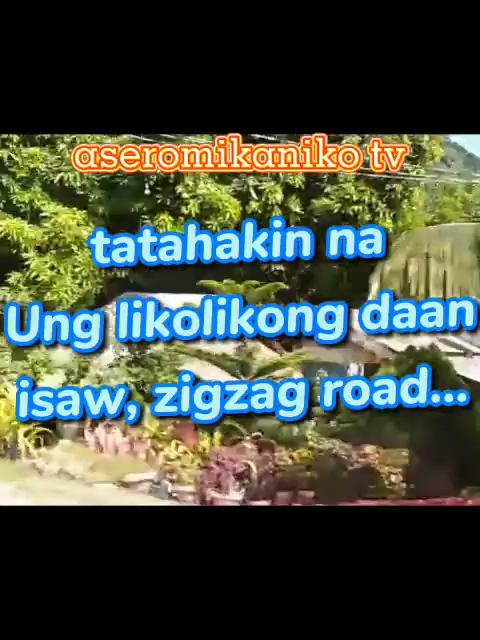 aseromikaniko tv
tatahakin na
Ung likolikong daan
isaw, zigzag road...